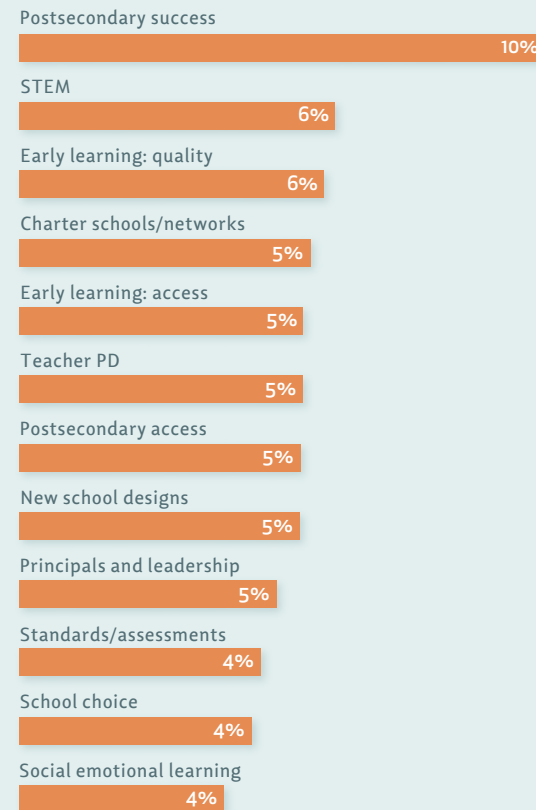 Postsecondary success
10%
STEM
6%
Early learning: quality
6%
Charter schools/networks
5%
Early learning: access
5%
Teacher PD
5%
Postsecondary access
5%
New school designs
5%
Principals and leadership
5%
Standards/assessments
4%
School choice
4%
Social emotional learning
4%